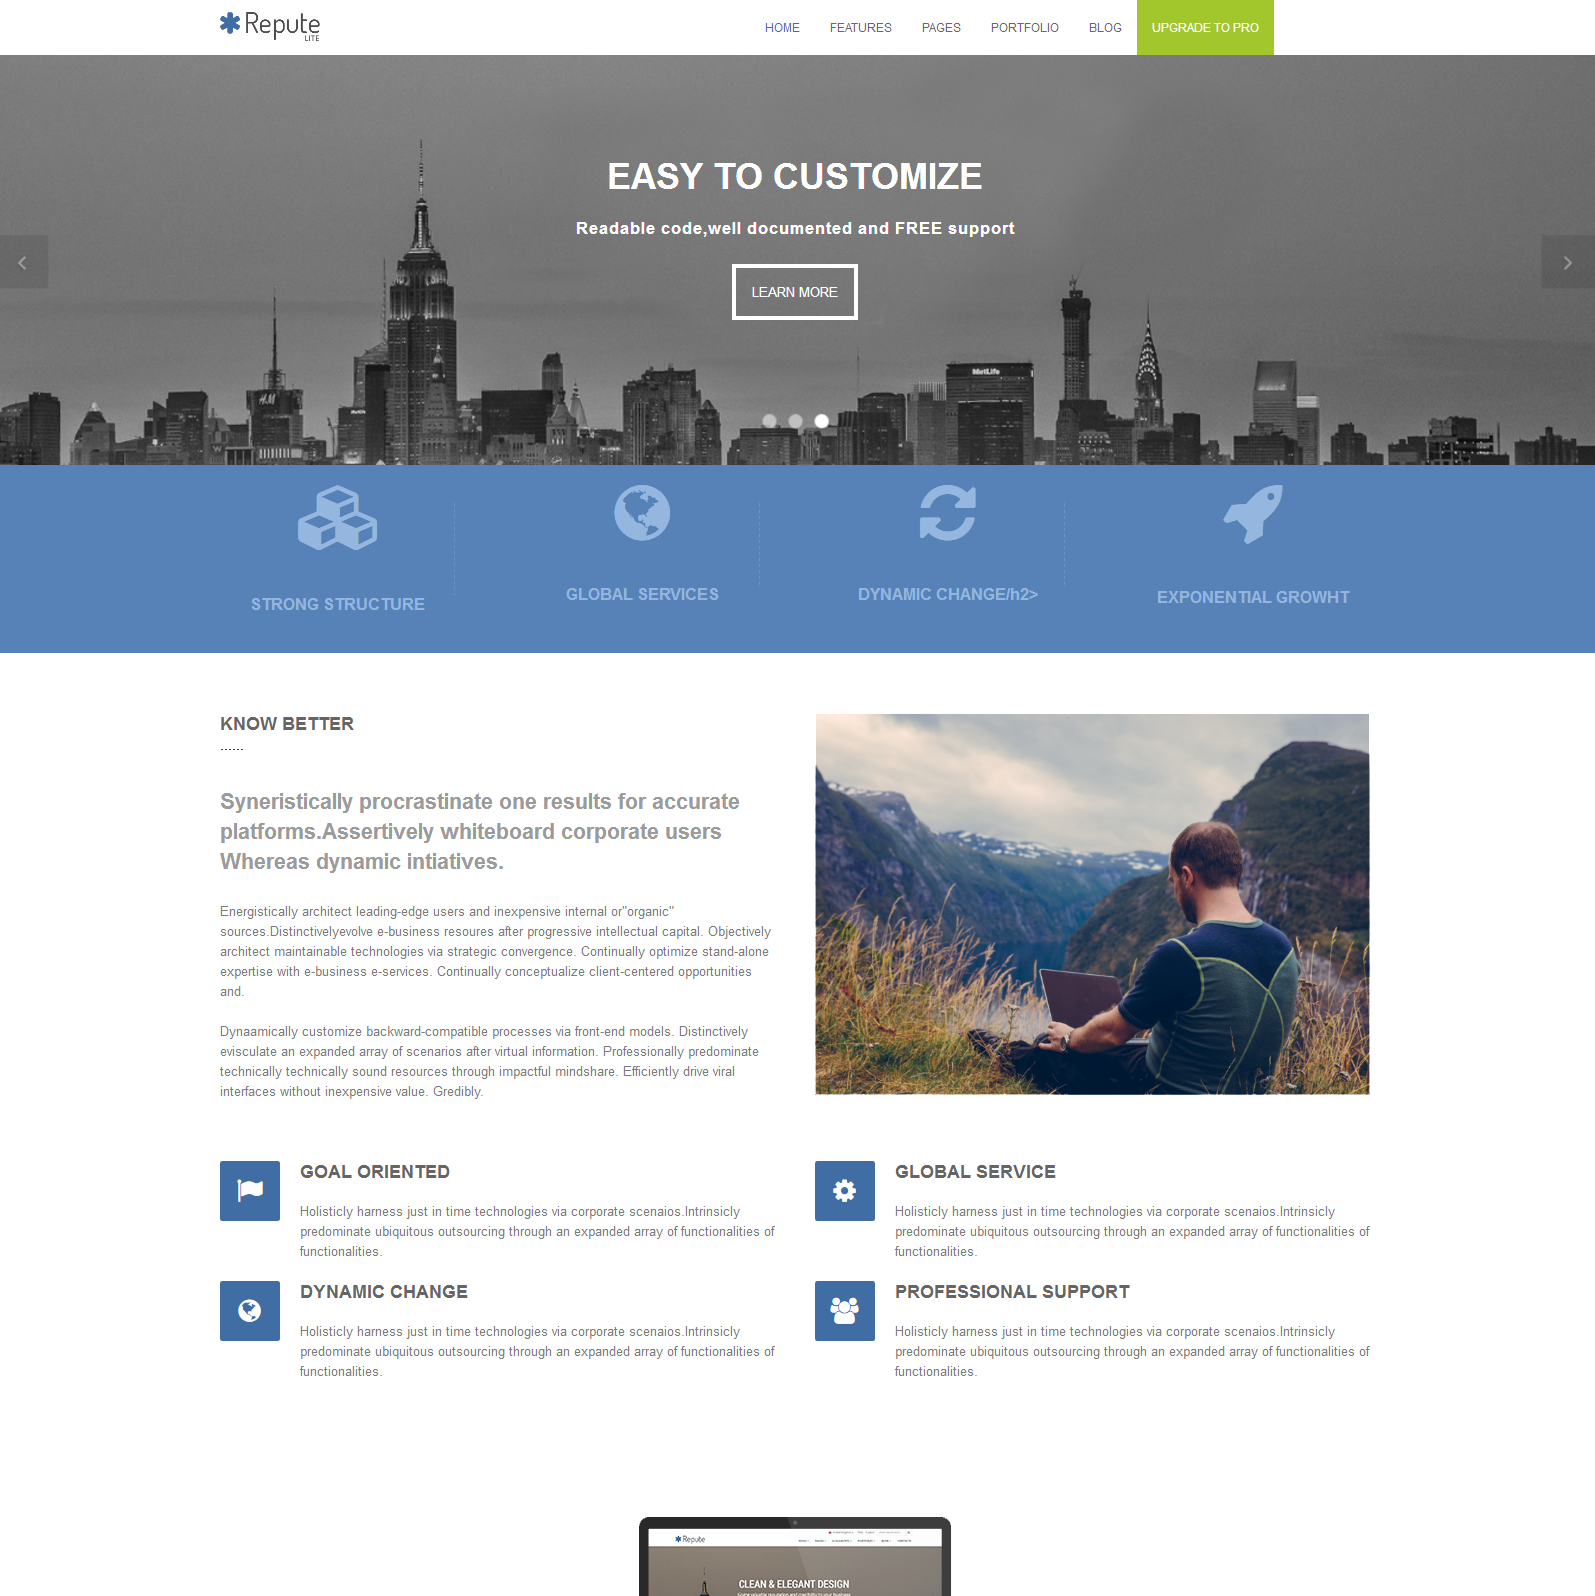 Repute
LITE
HOME FEATURES PAGES PORTFOLIO BLOG UPGRADE TO PRO
EASY TO CUSTOMIZE
Readable code,well documented and FREE support
LEARN MORE
MetLife
H&M
STRONG STRUCTURE
GLOBAL SERVICES
DYNAMIC CHANGE/h2>
EXPONENTIAL GROWHT
KNOW BETTER
......
Syneristically procrastinate one results for accurate
platforms.Assertively whiteboard corporate users
Whereas dynamic intiatives.
Energistically architect leading-edge users and inexpensive internal or"organic"
sources.Distinctivelyevolve e-business resoures after progressive intellectual capital. Objectively
architect maintainable technologies via strategic convergence. Continually optimize stand-alone
expertise with e-business e-services. Continually conceptualize client-centered opportunities
and.
Dynaamically customize backward-compatible processes via front-end models. Distinctively
evisculate an expanded array of scenarios after virtual information. Professionally predominate
technically technically sound resources through impactful mindshare. Efficiently drive viral
interfaces without inexpensive value. Gredibly.
GOAL ORIENTED
Holisticly harness just in time technologies via corporate scenaios.Intrinsicly
predominate ubiquitous outsourcing through an expanded array of functionalities of
functionalities.
GLOBAL SERVICE
Holisticly harness just in time technologies via corporate scenaios.Intrinsicly
predominate ubiquitous outsourcing through an expanded array of functionalities of
functionalities.
DYNAMIC CHANGE
Holisticly harness just in time technologies via corporate scenaios.Intrinsicly
predominate ubiquitous outsourcing through an expanded array of functionalities of
functionalities.
PROFESSIONAL SUPPORT
Holisticly harness just in time technologies via corporate scenaios.Intrinsicly
predominate ubiquitous outsourcing through an expanded array of functionalities of
functionalities.
Repute
CLEAN & ELEGANT DESIGN